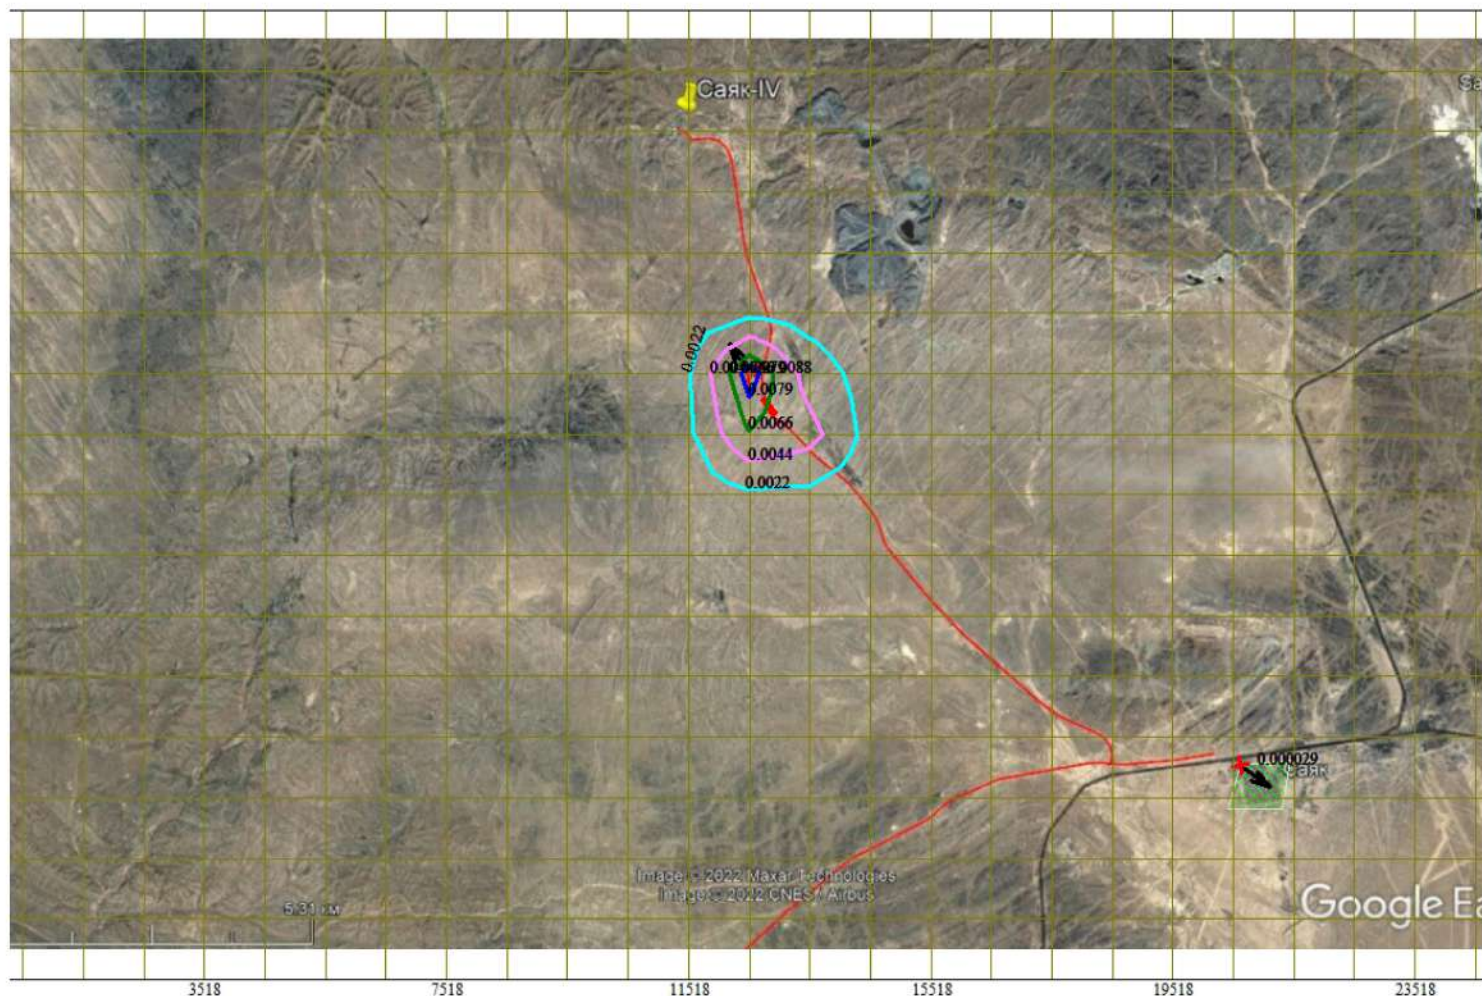 Саяк-IV
Sa
0.0022
0.0088
0.0079
0.0066
0.0044
0.0022
0.000029
Саяк
Image © 2022 Maxar Technologies
Image © 2022 CNES / Airbus
5.31 км
Google Ea
3518 7518 11518 15518 19518 23518